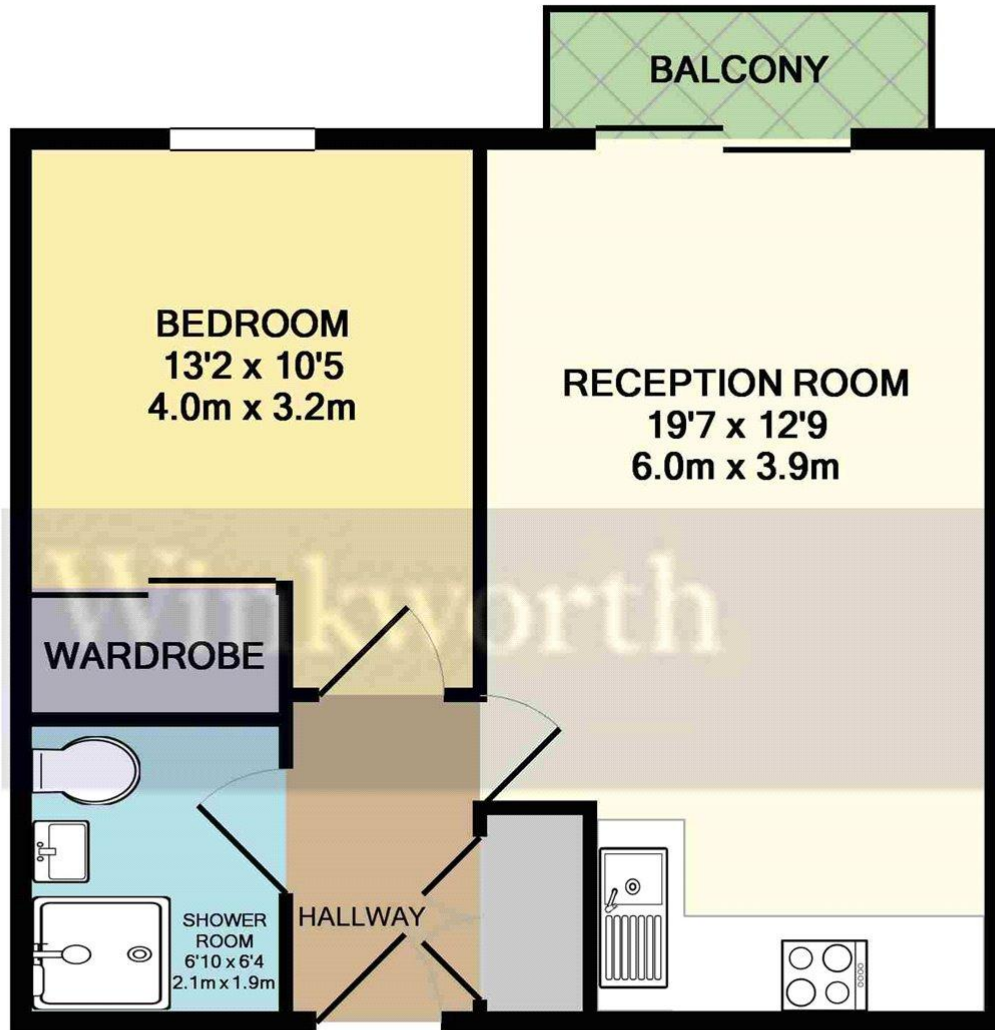 BALCONY
BEDROOM
13'2 x 10'5
4.0m x 3.2m
RECEPTION ROOM
19'7 x 12'9
6.0m x 3.9m
Winkworth
WARDROBE
SHOWER
ROOM
6'10 x 6'4
2.1m x 1.9m
HALLWAY